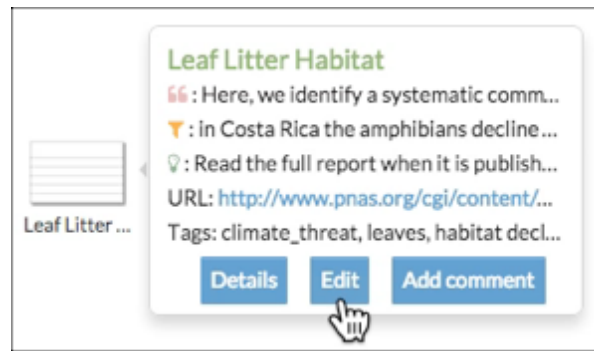 Leaf Litter Habitat
: Here, we identify a systematic comm...
: in Costa Rica the amphibians decline ...
: Read the full report when it is publish...
URL: http://www.pnas.org/cgi/content/...
Leaf Litter ...
Tags: climate_threat, leaves, habitat decl...
Details Edit Add comment